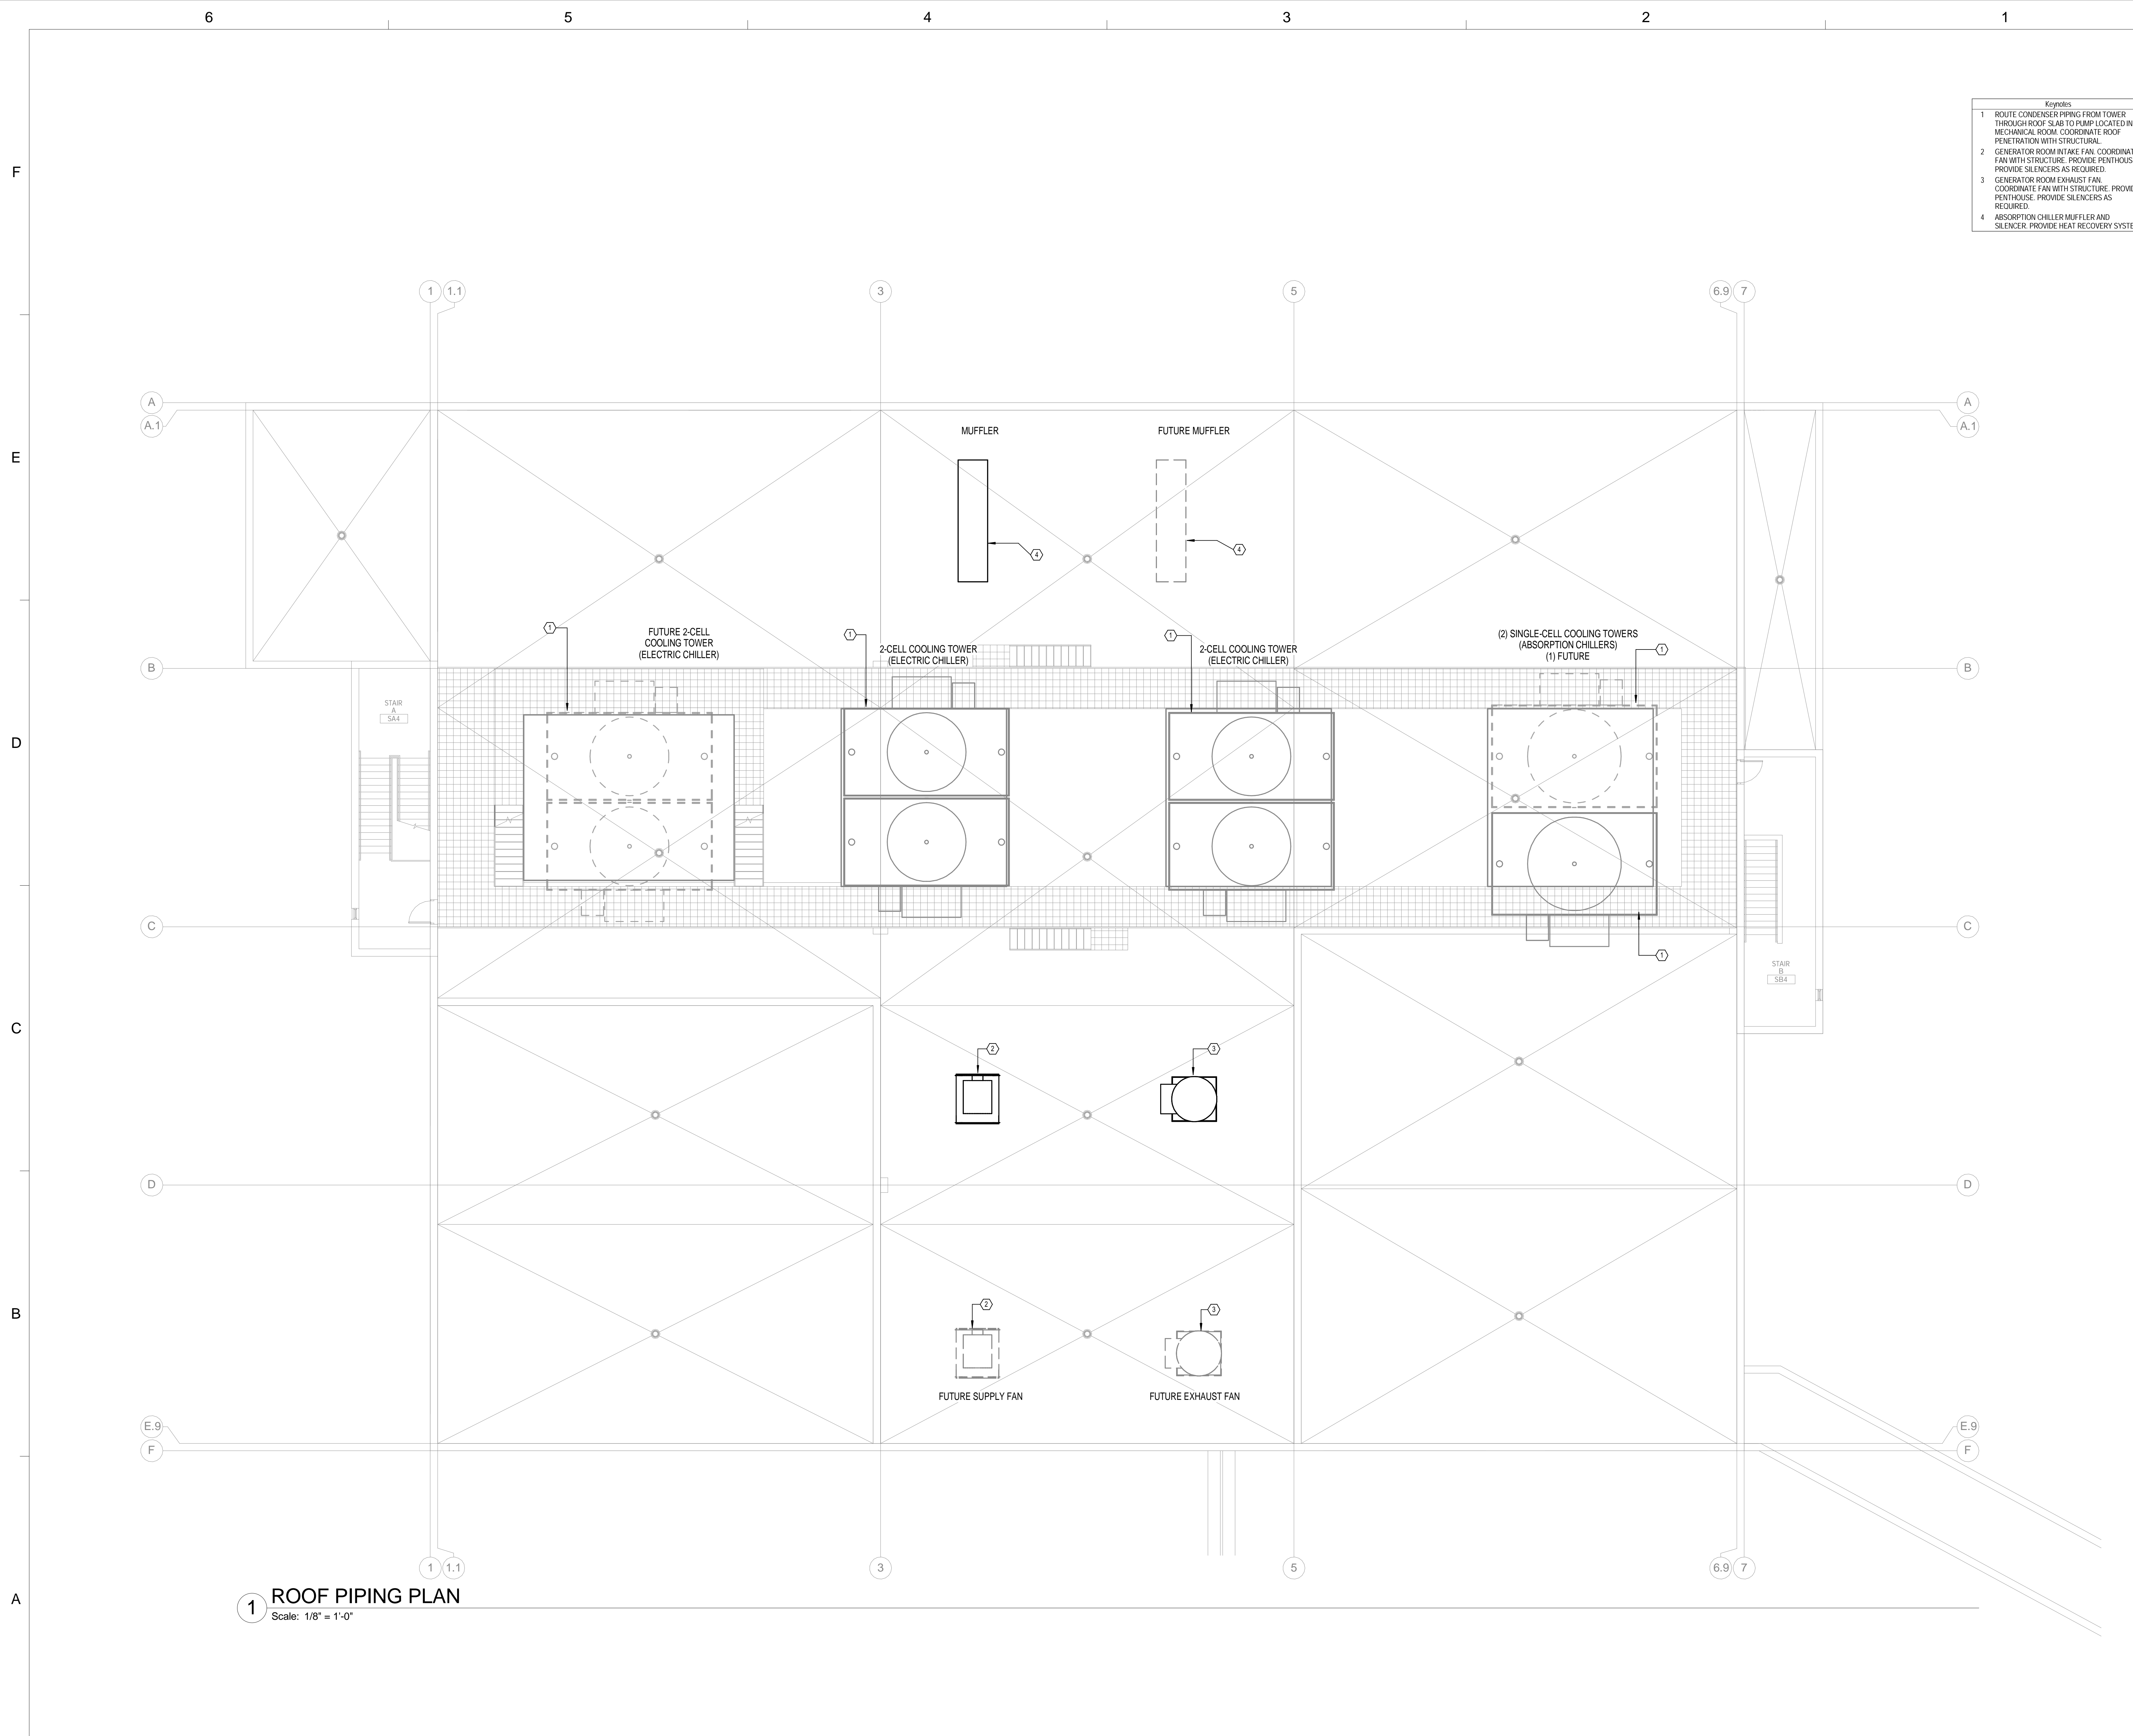 6 5 4 3 2 1
F
E
D
C
B
A
Keynotes
1 ROUTE CONDENSER PIPING FROM TOWER
THROUGH ROOF SLAB TO PUMP LOCATED IN
MECHANICAL ROOM. COORDINATE ROOF
PENETRATION WITH STRUCTURAL.
2 GENERATOR ROOM INTAKE FAN. COORDINAT
FAN WITH STRUCTURE. PROVIDE PENTHOUS
PROVIDE SILENCERS AS REQUIRED.
3 GENERATOR ROOM EXHAUST FAN.
COORDINATE FAN WITH STRUCTURE. PROVID
PENTHOUSE. PROVIDE SILENCERS AS
REQUIRED.
4 ABSORPTION CHILLER MUFFLER AND
SILENCER. PROVIDE HEAT RECOVERY SYSTE
1 1.1 3 5 6.9 7
A A
A.1 A.1
MUFFLER
FUTURE MUFFLER
4
4
1
FUTURE 2-CELL
COOLING TOWER
(ELECTRIC CHILLER)
1
2-CELL COOLING TOWER
(ELECTRIC CHILLER)
1
2-CELL COOLING TOWER
(ELECTRIC CHILLER)
(2) SINGLE-CELL COOLING TOWERS
(ABSORPTION CHILLERS)
(1) FUTURE
1
B B
STAIR
A
SA4
C C
1
STAIR
B
SB4
2
3
D D
2
3
FUTURE SUPPLY FAN
FUTURE EXHAUST FAN
E.9 E.9
F F
1 1.1 3 5 6.9 7
1 ROOF PIPING PLAN
Scale: 1/8" = 1'-0"